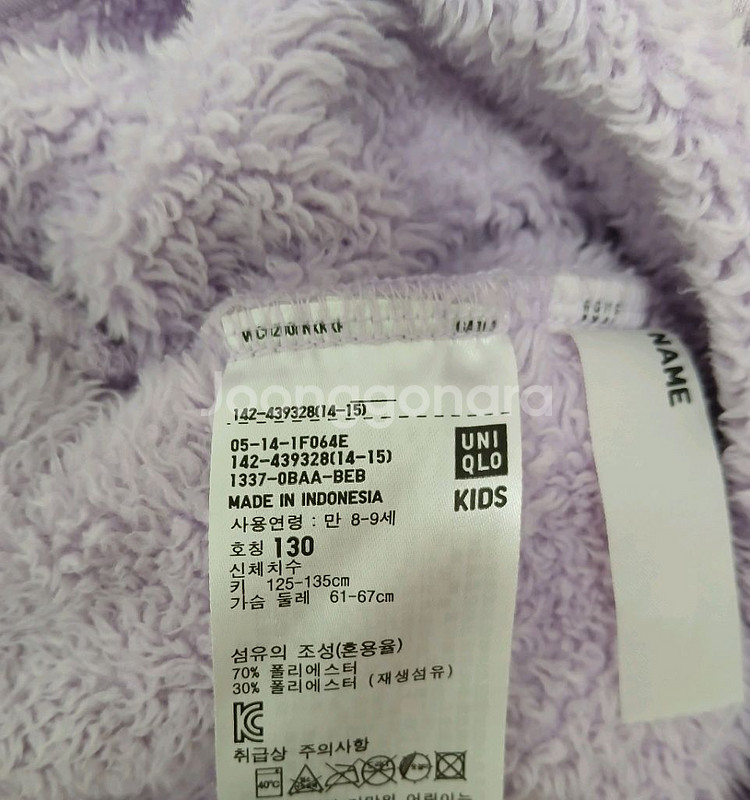 Joonggonara
NAME
142-439328(14-15)
05-14-1F064E
142-439328(14-15)
1337-0BAA-BEB
MADE IN INDONESIA
UNI
QLO
KIDS
사용연령 : 만 8-9세
호칭 130
신체치수
키 125-135cm
가슴 둘레 61-67cm
섬유의 조성(혼용율)
70% 폴리에스터
30% 폴리에스터 (재생섬유)
취급상 주의사항
40℃